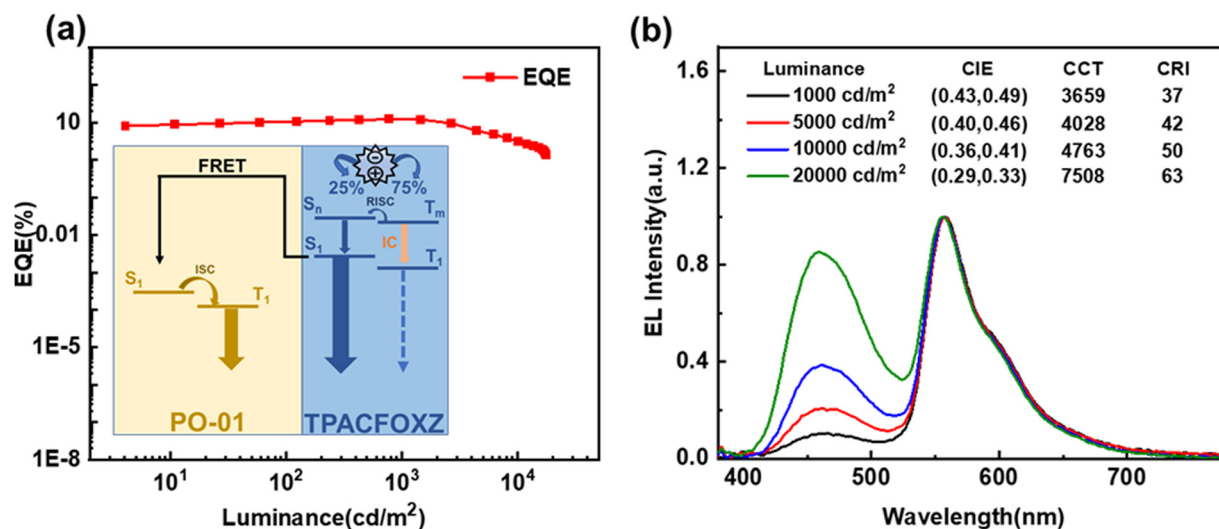 (a)
EQE
10
0.01
1E-5
1E-8
EQE(%)
10¹
10²
10³
10⁴
Luminance(cd/m²)
FRET
25%
75%
Sₙ
RISC
Tₘ
S₁
IC
T₁
S₁
ISC
T₁
PO-01
TPACFOXZ
(b)
Luminance CIE CCT CRI
1000 cd/m² (0.43,0.49) 3659 37
5000 cd/m² (0.40,0.46) 4028 42
10000 cd/m² (0.36,0.41) 4763 50
20000 cd/m² (0.29,0.33) 7508 63
1.6
1.2
0.8
0.4
0.0
EL Intensity(a.u.)
400 500 600 700
Wavelength(nm)